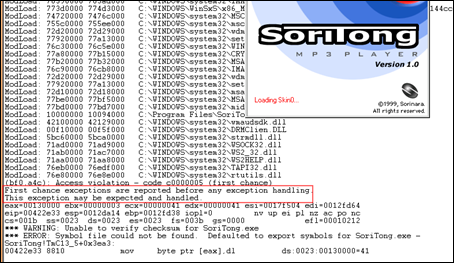 ModLoad: 773d0000 774d3000 C:\WINDOWS\WinSxS\x86_M 144cc
ModLoad: 74720000 7476c000 C:\WINDOWS\system32\MSC
ModLoad: 755c0000 755ee000 C:\WINDOWS\system32\msc
ModLoad: 72d20000 72d29000 C:\WINDOWS\system32\wdm
ModLoad: 77920000 77a13000 C:\WINDOWS\system32\set
ModLoad: 76c30000 76c5e000 C:\WINDOWS\system32\WIN
ModLoad: 77a80000 77b15000 C:\WINDOWS\system32\CRY
ModLoad: 77b20000 77b32000 C:\WINDOWS\system32\MSA
ModLoad: 76c90000 76cb8000 C:\WINDOWS\system32\IMA
ModLoad: 72d20000 72d29000 C:\WINDOWS\system32\wdm
ModLoad: 77920000 77a13000 C:\WINDOWS\system32\set
ModLoad: 72d10000 72d18000 C:\WINDOWS\system32\msa
ModLoad: 77be0000 77bf5000 C:\WINDOWS\system32\MSA
ModLoad: 77bd0000 77bd7000 C:\WINDOWS\system32\mid
ModLoad: 10000000 10094000 C:\Program Files\SoriTo
ModLoad: 42100000 42129000 C:\WINDOWS\system32\wmaudsdk.dll
ModLoad: 00f10000 00f5f000 C:\WINDOWS\system32\DRMClien.DLL
ModLoad: 5bc60000 5bca0000 C:\WINDOWS\system32\strmdll.dll
ModLoad: 71ad0000 71ad9000 C:\WINDOWS\system32\WSOCK32.dll
ModLoad: 71ab0000 71ac7000 C:\WINDOWS\system32\WS2_32.dll
ModLoad: 71aa0000 71aa8000 C:\WINDOWS\system32\WS2HELP.dll
ModLoad: 76eb0000 76edf000 C:\WINDOWS\system32\TAPI32.dll
ModLoad: 76e80000 76e8e000 C:\WINDOWS\system32\rtutils.dll
(bf0.a4c): Access violation - code c0000005 (first chance)
First chance exceptions are reported before any exception handling.
This exception may be expected and handled.
eax=00130000 ebx=00000003 ecx=00000041 edx=00000041 esi=0017f504 edi=0012fd64
eip=00422e33 esp=0012da14 ebp=0012fd38 iopl=0 nv up ei pl nz ac po nc
cs=001b ss=0023 ds=0023 es=0023 fs=003b gs=0000 efl=00010212
*** WARNING: Unable to verify checksum for SoriTong.exe
*** ERROR: Symbol file could not be found. Defaulted to export symbols for SoriTong.exe -
SoriTong!TmC13_5+0x3ea3:
00422e33 8810 mov byte ptr [eax],dl ds:0023:00130000=41
SORITONG
MP3 PLAYER
Version 1.0
Loading Skin0..
©1999, Sorinara.